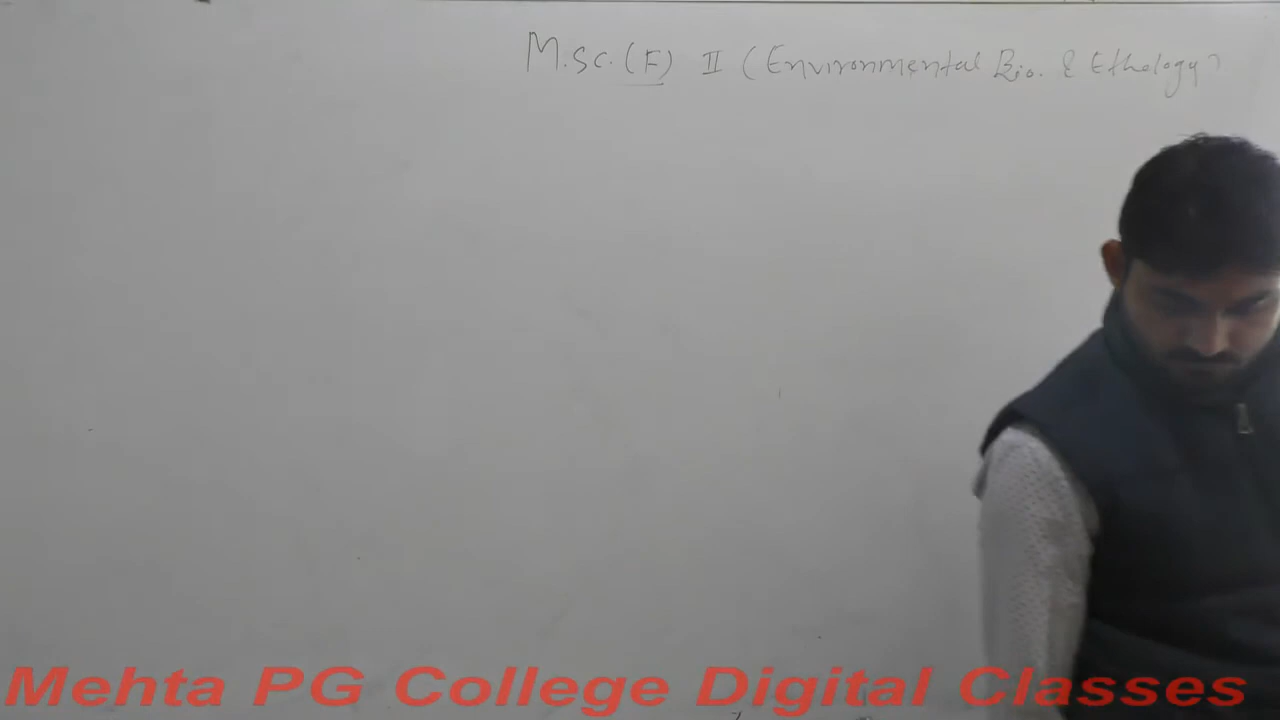 M.Sc. (F) II (Environmental Bio. & Ethology)
Mehta PG College Digital Classes